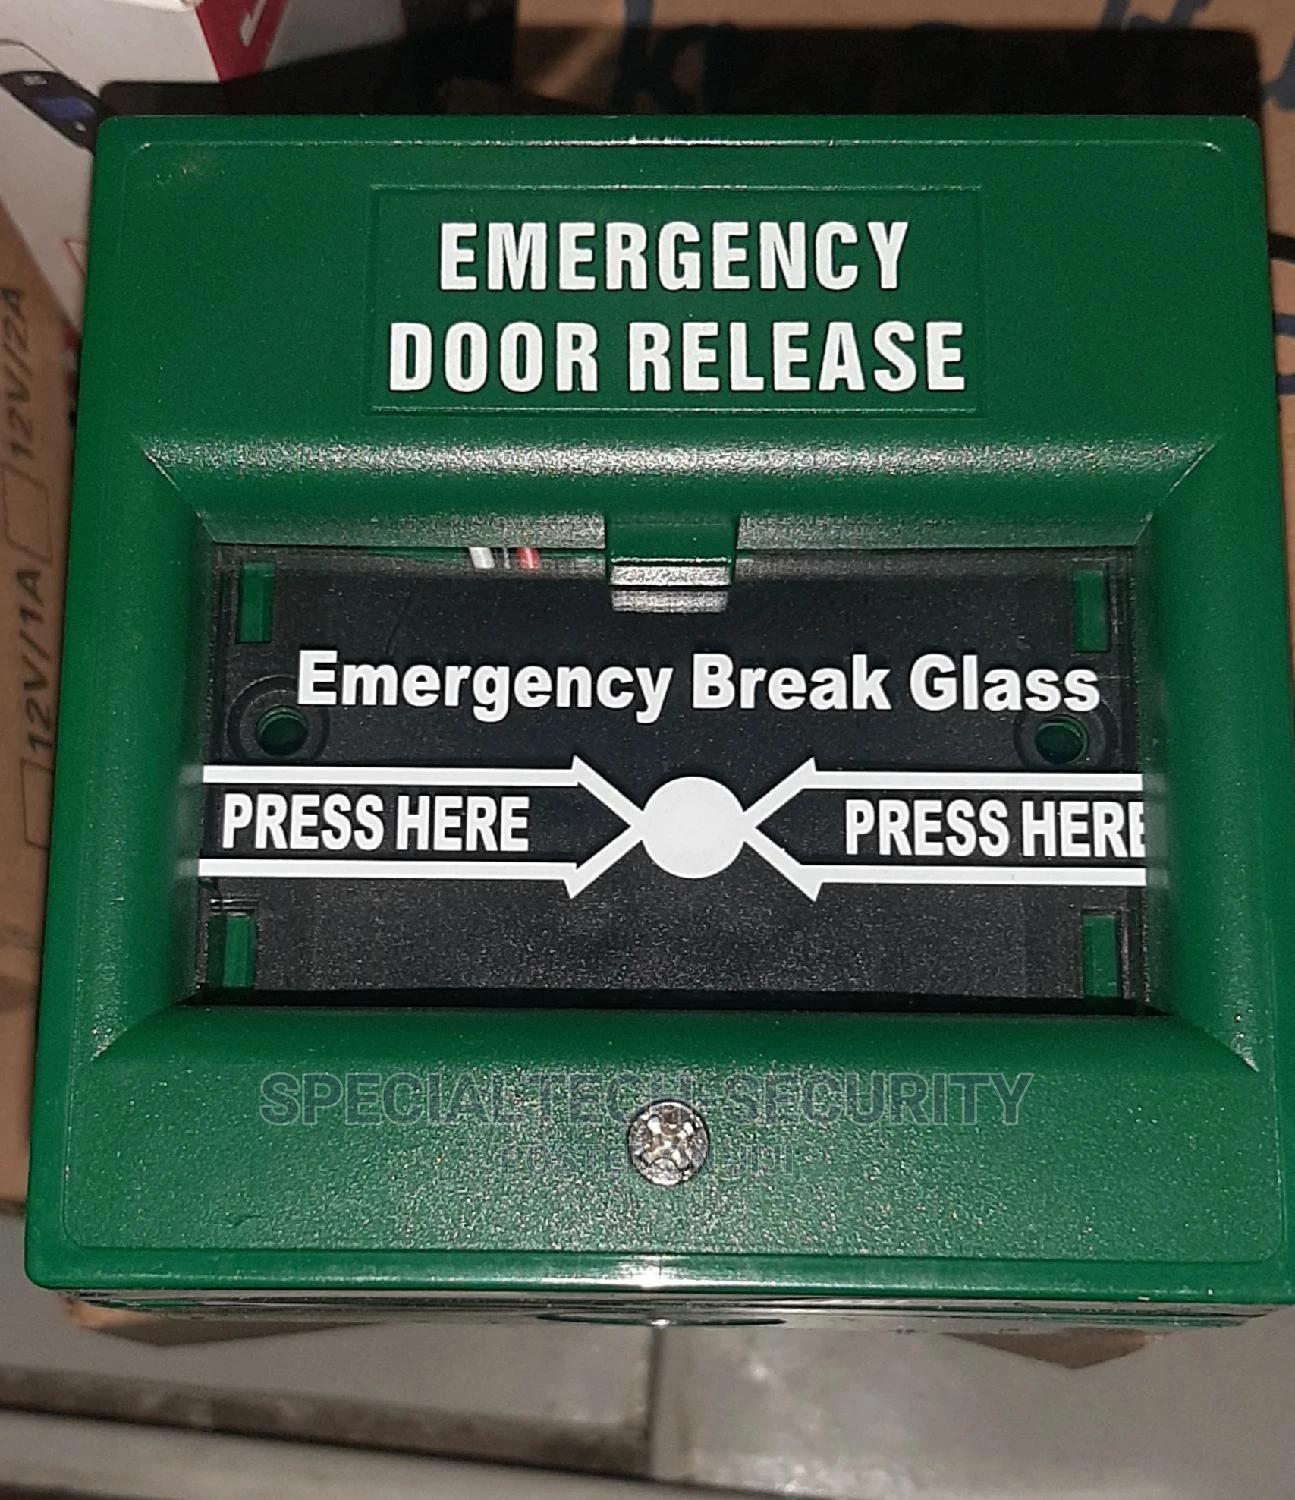 EMERGENCY
DOOR RELEASE
Emergency Break Glass
PRESS HERE PRESS HERE
SPECIALTECH-SECURITY
12V/1A 12V/2A